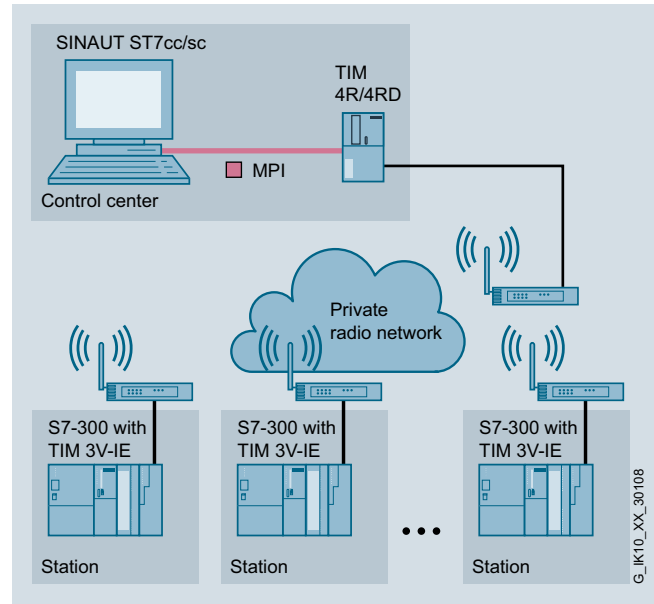 SINAUT ST7cc/sc
TIM
4R/4RD
MPI
Control center
Private
radio network
S7-300 with
TIM 3V-IE
Station
S7-300 with
TIM 3V-IE
Station
S7-300 with
TIM 3V-IE
Station
G_IK10_XX_30108